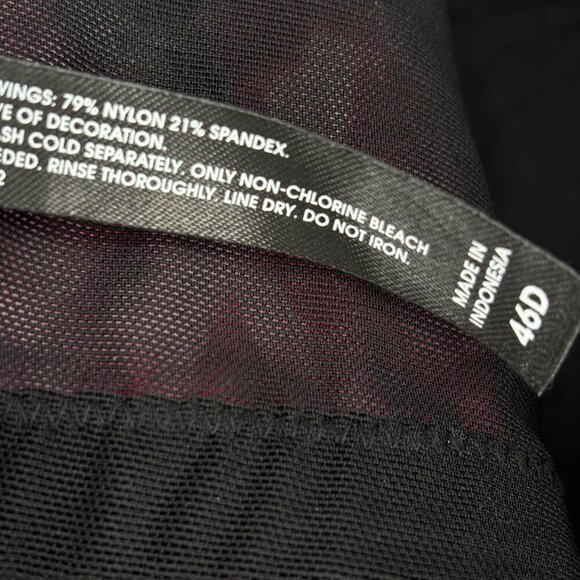 WINGS: 79% NYLON 21% SPANDEX.
VE OF DECORATION.
ASH COLD SEPARATELY. ONLY NON-CHLORINE BLEACH
EDED. RINSE THOROUGHLY. LINE DRY. DO NOT IRON.
2
MADE IN
INDONESIA
46D